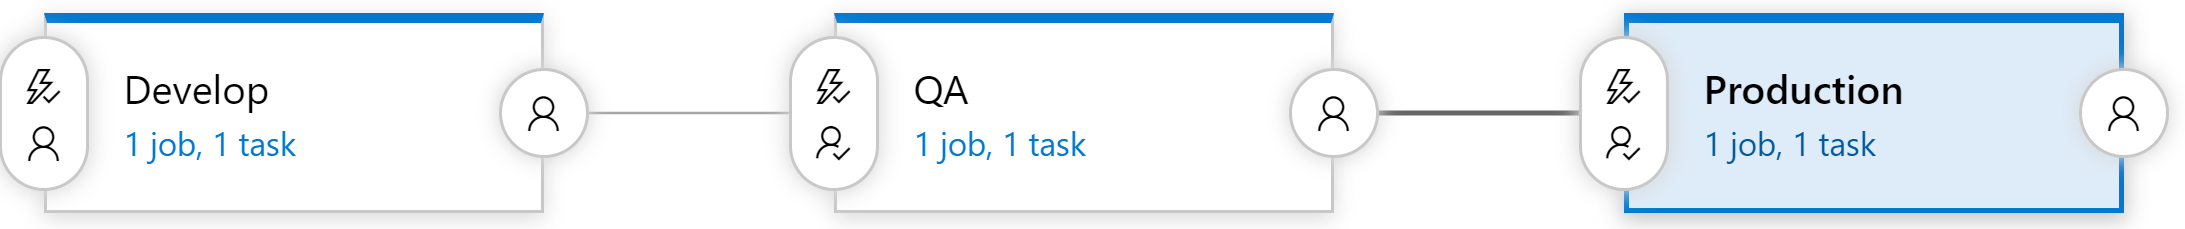 Develop
1 job, 1 task
QA
1 job, 1 task
Production
1 job, 1 task